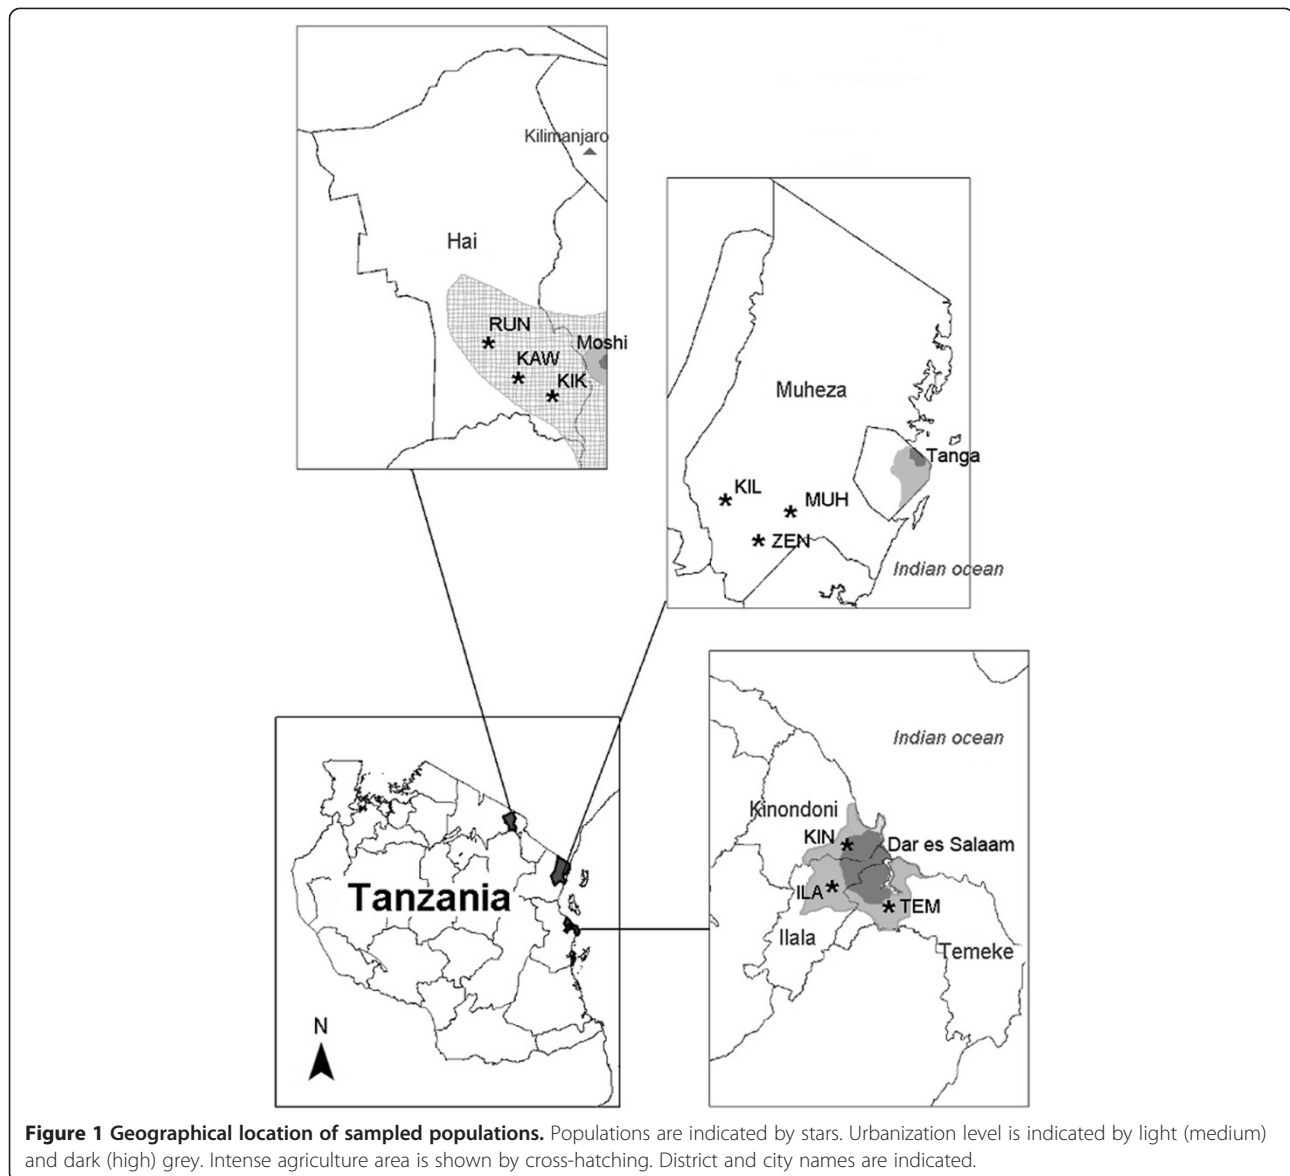 Kilimanjaro
Hai
RUN
Moshi
KAW
KIK
Muheza
Tanga
KIL
MUH
ZEN
Indian ocean
Indian ocean
Kinondoni
KIN
Dar es Salaam
ILA
TEM
Ilala
Temeke
Tanzania
N
Figure 1 Geographical location of sampled populations. Populations are indicated by stars. Urbanization level is indicated by light (medium)
and dark (high) grey. Intense agriculture area is shown by cross-hatching. District and city names are indicated.